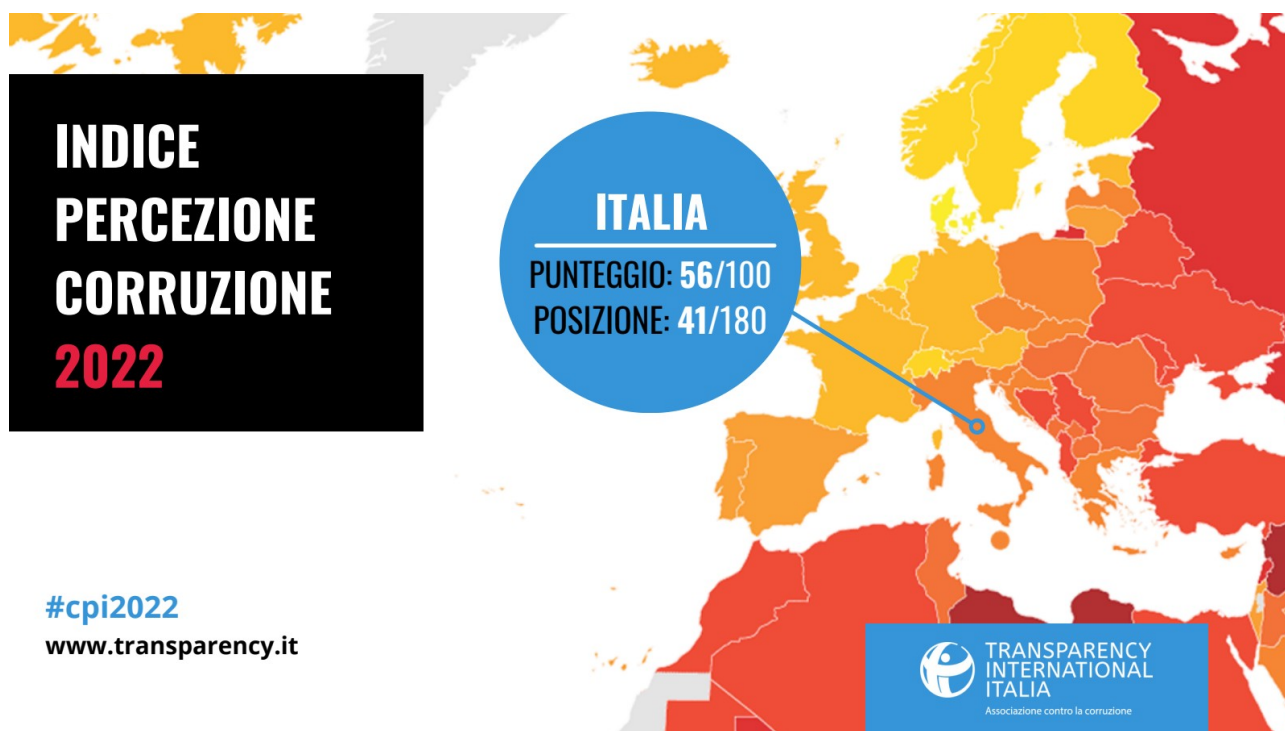 INDICE
PERCEZIONE
CORRUZIONE
2022
ITALIA
PUNTEGGIO: 56/100
POSIZIONE: 41/180
#cpi2022
www.transparency.it
TRANSPARENCY
INTERNATIONAL
ITALIA
Associazione contro la corruzione